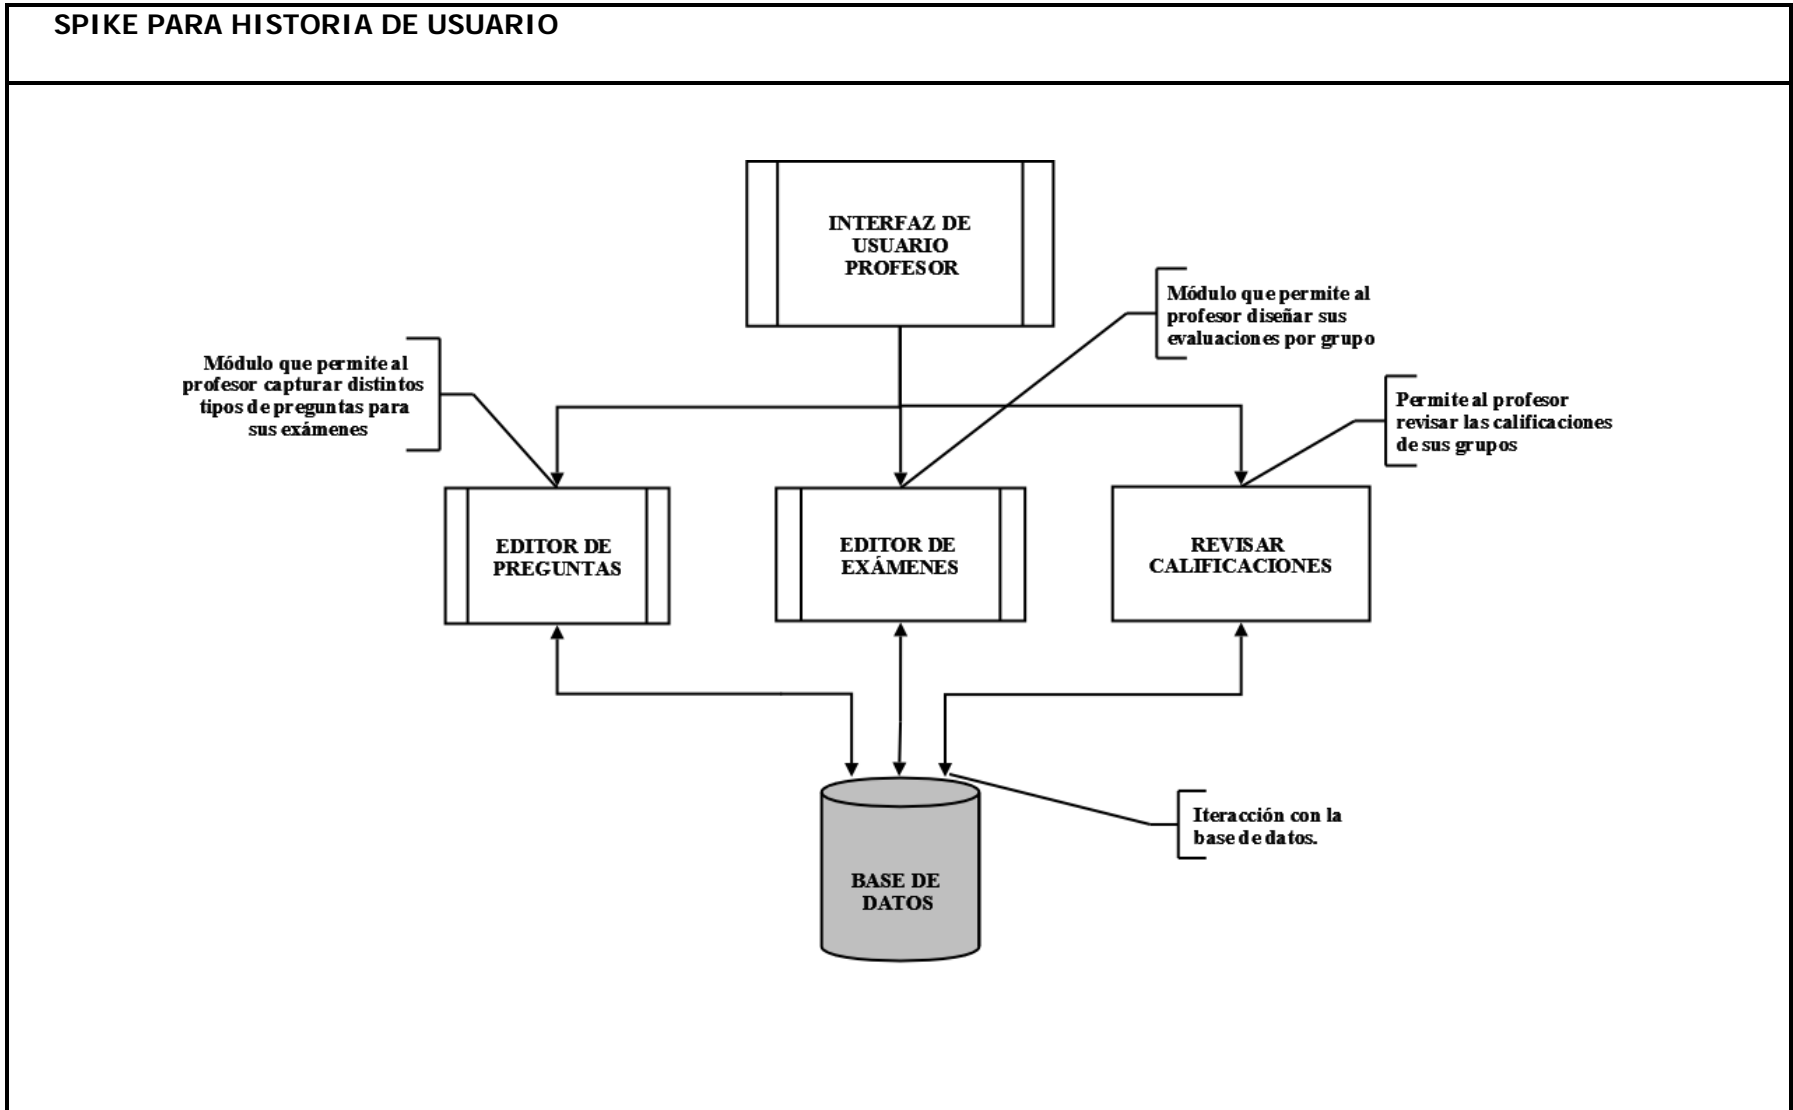 SPIKE PARA HISTORIA DE USUARIO
INTERFAZ DE
USUARIO
PROFESOR
Módulo que permite al
profesor diseñar sus
evaluaciones por grupo
Módulo que permite al
profesor capturar distintos
tipos de preguntas para
sus exámenes
Permite al profesor
revisar las calificaciones
de sus grupos
EDITOR DE
PREGUNTAS
EDITOR DE
EXÁMENES
REVISAR
CALIFICACIONES
Iteracción con la
base de datos.
BASE DE
DATOS